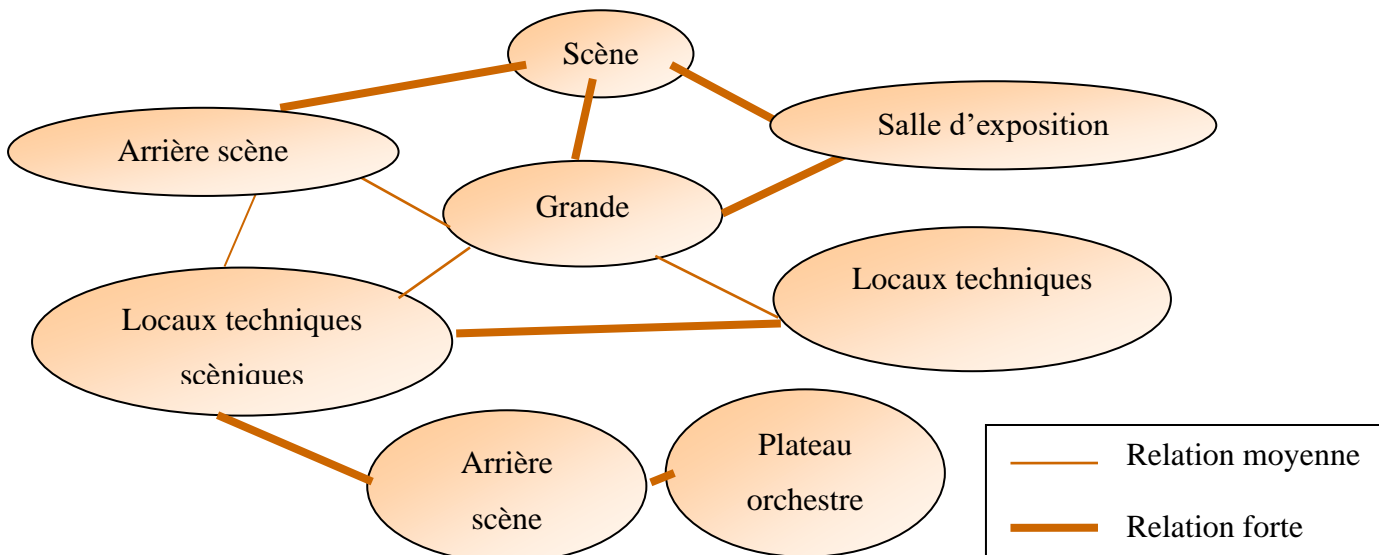 Scène
Salle d’exposition
Arrière scène
Grande
Locaux techniques
Locaux techniques
scèniques
Arrière
scène
Plateau
orchestre
Relation moyenne
Relation forte